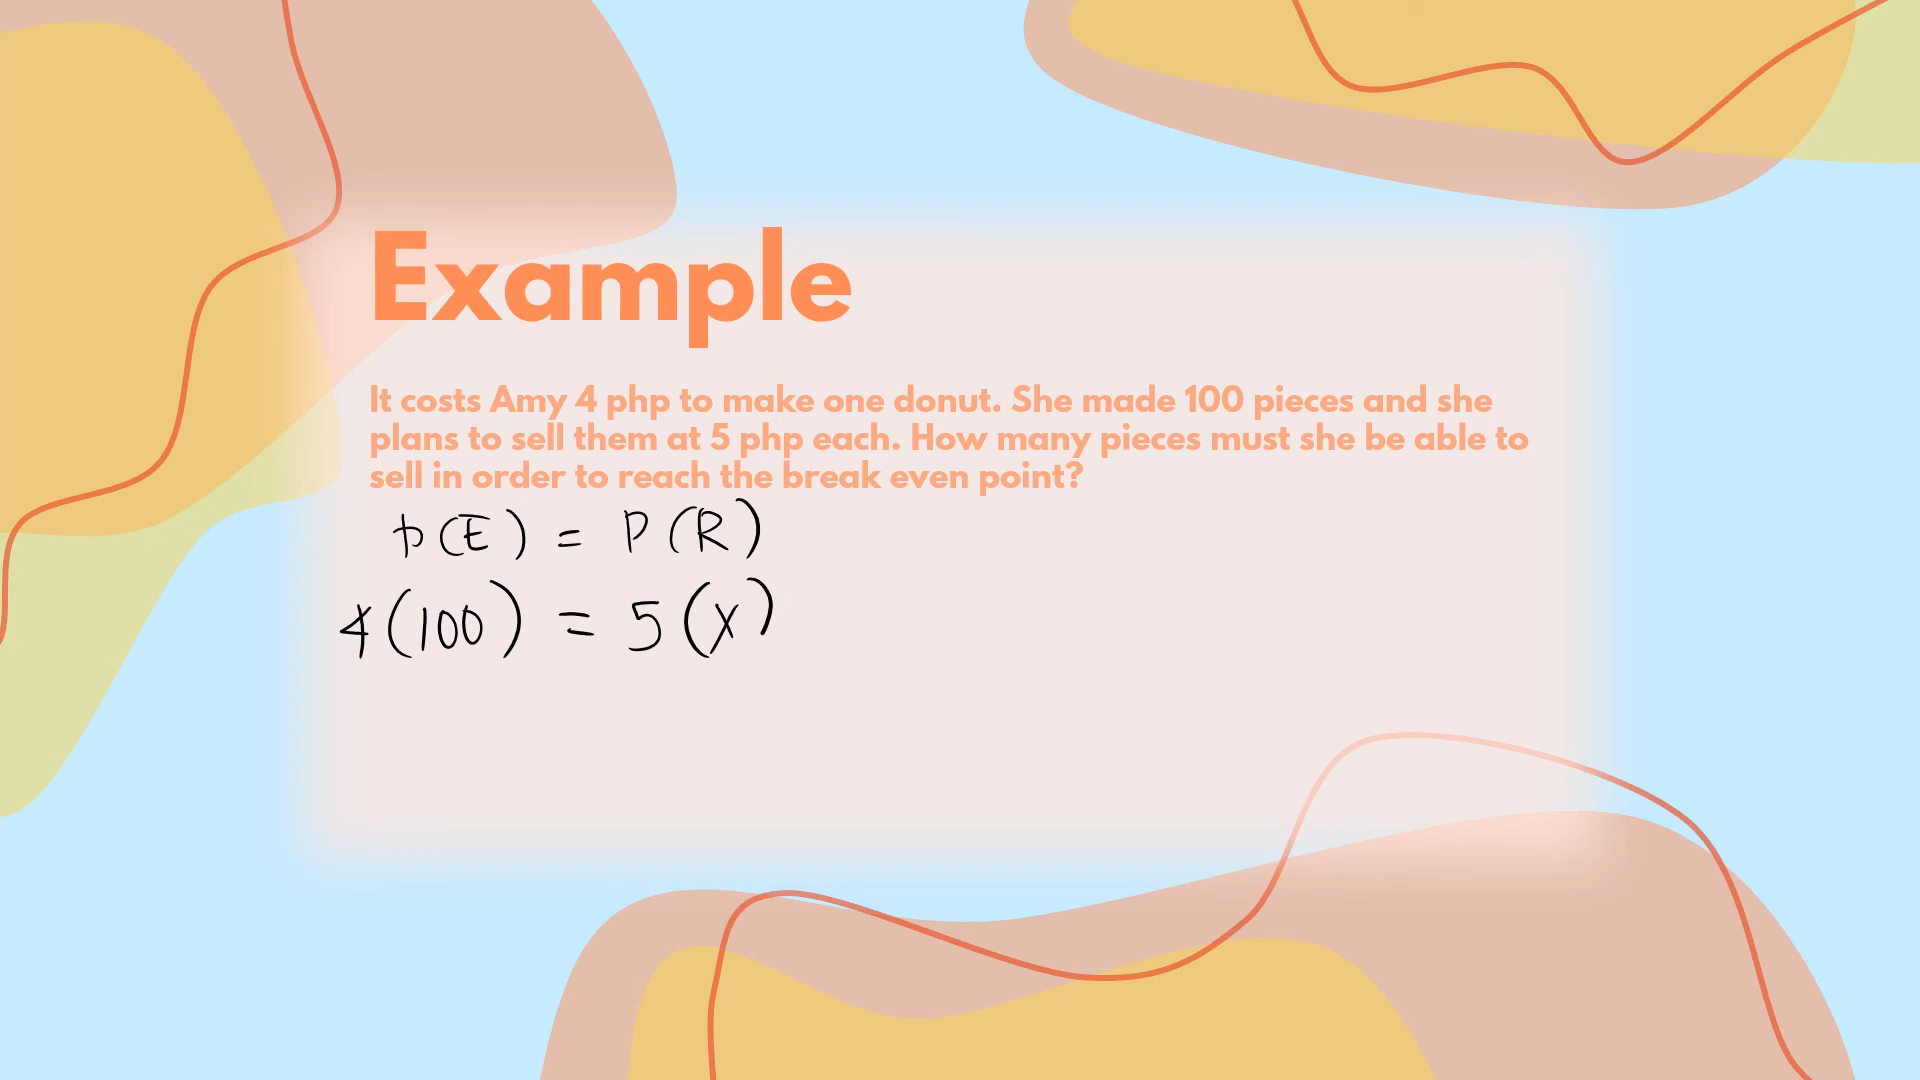 Example
It costs Amy 4 php to make one donut. She made 100 pieces and she
plans to sell them at 5 php each. How many pieces must she be able to
sell in order to reach the break even point?
p(E) = P(R)
4(100) = 5(x)